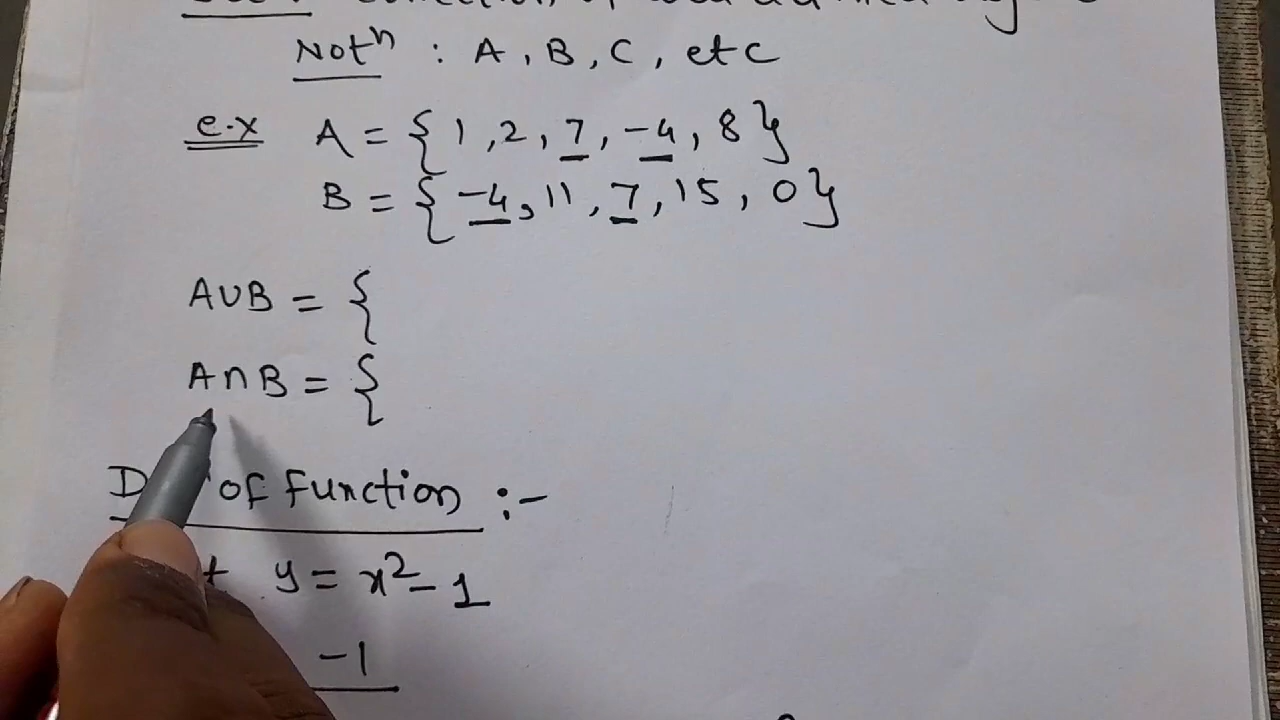 Notⁿ : A, B, C, etc
e.x A = {1, 2, 7, -4, 8}
B = {-4, 11, 7, 15, 0}
A∪B = {
A∩B = {
of function :-
y = x² - 1
-1